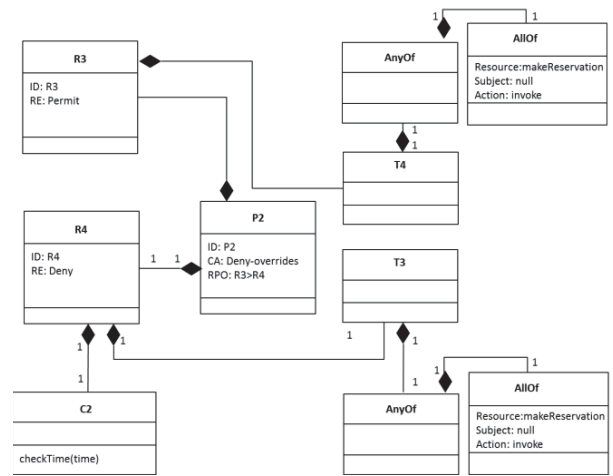 R3
ID: R3
RE: Permit
AnyOf
1
1
AllOf
Resource:makeReservation
Subject: null
Action: invoke
1
1
T4
P2
ID: P2
CA: Deny-overrides
RPO: R3>R4
R4
ID: R4
RE: Deny
1
1
T3
1
1
1
1
1
C2
checkTime(time)
1
1
AnyOf
1
1
AllOf
Resource:makeReservation
Subject: null
Action: invoke